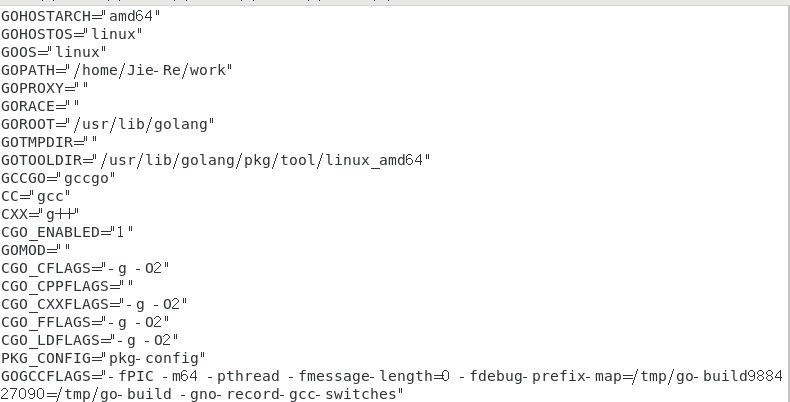 GOHOSTARCH="amd64"
GOHOSTOS="linux"
GOOS="linux"
GOPATH="/home/Jie-Re/work"
GOPROXY=""
GORACE=""
GOROOT="/usr/lib/golang"
GOTMPDIR=""
GOTOOLDIR="/usr/lib/golang/pkg/tool/linux_amd64"
GCCGO="gccgo"
CC="gcc"
CXX="g++"
CGO_ENABLED="1"
GOMOD=""
CGO_CFLAGS="-g -O2"
CGO_CPPFLAGS=""
CGO_CXXFLAGS="-g -O2"
CGO_FFLAGS="-g -O2"
CGO_LDFLAGS="-g -O2"
PKG_CONFIG="pkg-config"
GOGCCFLAGS="-fPIC -m64 -pthread -fmessage-length=0 -fdebug-prefix-map=/tmp/go-build9884
27090=/tmp/go-build -gno-record-gcc-switches"